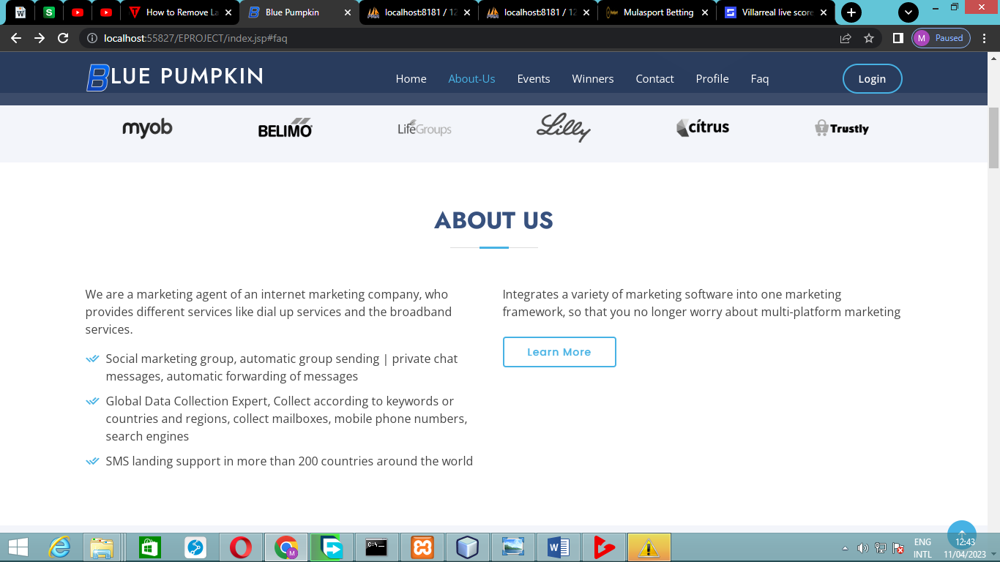 How to Remove La
Blue Pumpkin
localhost:8181 / 12
localhost:8181 / 12
Mulasport Betting
Villarreal live score
localhost:55827/EPROJECT/index.jsp#faq
M
Paused
BLUE PUMPKIN
Home
About-Us
Events
Winners
Contact
Profile
Faq
Login
myob
BELIMO
LifeGroups
Lilly
cítrus
Trustly
ABOUT US
We are a marketing agent of an internet marketing company, who
provides different services like dial up services and the broadband
services.
Social marketing group, automatic group sending | private chat
messages, automatic forwarding of messages
Global Data Collection Expert, Collect according to keywords or
countries and regions, collect mailboxes, mobile phone numbers,
search engines
SMS landing support in more than 200 countries around the world
Integrates a variety of marketing software into one marketing
framework, so that you no longer worry about multi-platform marketing
Learn More
ENG
INTL
12:43
11/04/2023